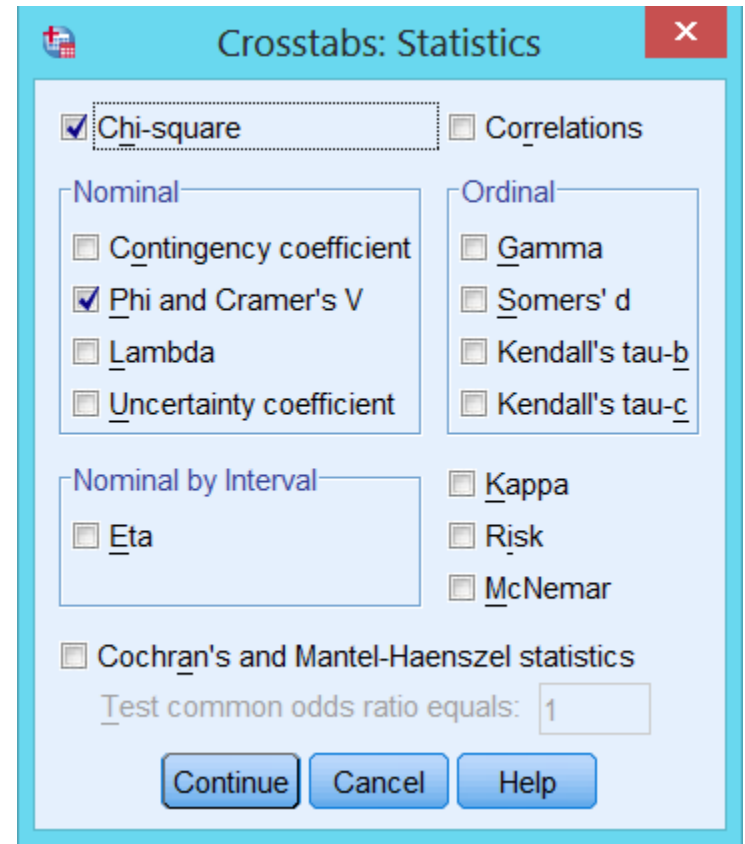 Crosstabs: Statistics
Chi-square
Correlations
Nominal
Contingency coefficient
Phi and Cramer's V
Lambda
Uncertainty coefficient
Ordinal
Gamma
Somers' d
Kendall's tau-b
Kendall's tau-c
Nominal by Interval
Eta
Kappa
Risk
McNemar
Cochran's and Mantel-Haenszel statistics
Test common odds ratio equals: 1
Continue Cancel Help